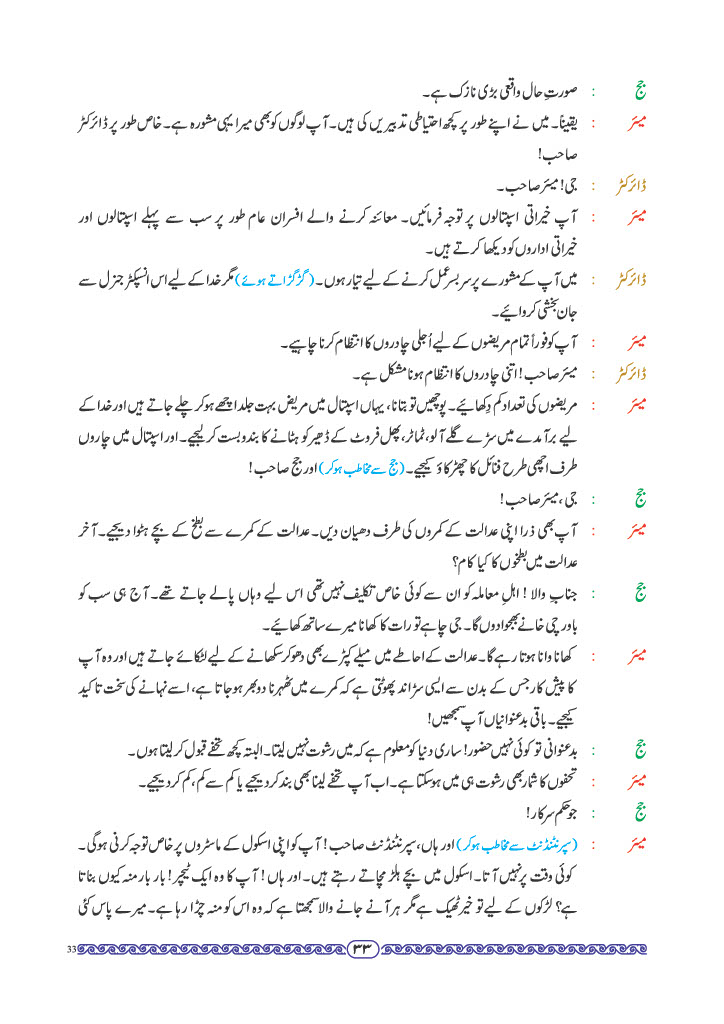 جج : صورتِ حال واقعی بڑی نازک ہے۔
میئر : یقیناً۔ میں نے اپنے طور پر کچھ احتیاطی تدبیریں کی ہیں۔ آپ لوگوں کو بھی میرا یہی مشورہ ہے۔ خاص طور پر ڈائرکٹر
صاحب!
ڈائرکٹر : جی! میئر صاحب۔
میئر : آپ خیراتی اسپتالوں پر توجہ فرمائیں۔ معائنہ کرنے والے افسران عام طور پر سب سے پہلے اسپتالوں اور
خیراتی اداروں کو دیکھا کرتے ہیں۔
ڈائرکٹر : میں آپ کے مشورے پر سربسر عمل کرنے کے لیے تیار ہوں۔ (گڑگڑاتے ہوئے) مگر خدا کے لیے اس انسپکٹر جنرل سے
جان بخشی کروائیے۔
میئر : آپ کو فوراً تمام مریضوں کے لیے اُجلی چادروں کا انتظام کرنا چاہیے۔
ڈائرکٹر : میئر صاحب! اتنی چادروں کا انتظام ہونا مشکل ہے۔
میئر : مریضوں کی تعداد کم دِکھائیے۔ پوچھیں تو بتانا، یہاں اسپتال میں مریض بہت جلد اچھے ہو کر چلے جاتے ہیں اور خدا کے
لیے برآمدے میں سڑے گلے آلو، ٹماٹر، پھل فروٹ کے ڈھیر کو ہٹانے کا بندوبست کر لیجیے۔ اور اسپتال میں چاروں
طرف اچھی طرح فنائل کا چھڑکاؤ کیجیے۔ (جج سے مخاطب ہوکر) اور جج صاحب!
جج : جی، میئر صاحب!
میئر : آپ بھی ذرا اپنی عدالت کے کمروں کی طرف دھیان دیں۔ عدالت کے کمرے سے بطخ کے بچے ہٹوا دیجیے۔ آخر
عدالت میں بطخوں کا کیا کام؟
جج : جنابِ والا! اہلِ معاملہ کو ان سے کوئی خاص تکلیف نہیں تھی اس لیے وہاں پالے جاتے تھے۔ آج ہی سب کو
باورچی خانے بھجوا دوں گا۔ جی چاہے تو رات کا کھانا میرے ساتھ کھائیے۔
میئر : کھانا وانا ہوتا رہے گا۔ عدالت کے احاطے میں میلے کپڑے بھی دھو کر سکھانے کے لیے لٹکائے جاتے ہیں اور وہ آپ
کا پیش کار جس کے بدن سے ایسی سڑاند پھوٹتی ہے کہ کمرے میں ٹھہرنا دوبھر ہو جاتا ہے، اسے نہانے کی سخت تاکید
کیجیے۔ باقی بدعنوانیاں آپ سمجھیں!
جج : بدعنوانی تو کوئی نہیں حضور! ساری دنیا کو معلوم ہے کہ میں رشوت نہیں لیتا۔ البتہ کچھ تحفے قبول کر لیتا ہوں۔
میئر : تحفوں کا شمار بھی رشوت ہی میں ہوسکتا ہے۔ اب آپ تحفے لینا بھی بند کر دیجیے یا کم سے کم، کم کر دیجیے۔
جج : جو حکم سرکار!
میئر : (سپرنٹنڈنٹ سے مخاطب ہوکر) اور ہاں، سپرنٹنڈنٹ صاحب! آپ کو اپنی اسکول کے ماسٹروں پر خاص توجہ کرنی ہوگی۔
کوئی وقت پر نہیں آتا۔ اسکول میں بچے ہلڑ مچاتے رہتے ہیں۔ اور ہاں! آپ کا وہ ایک ٹیچر! بار بار منہ کیوں بناتا
ہے؟ لڑکوں کے لیے تو خیر ٹھیک ہے مگر ہر آنے جانے والا سمجھتا ہے کہ وہ اس کو منہ چڑا رہا ہے۔ میرے پاس کئی
۳۳
33